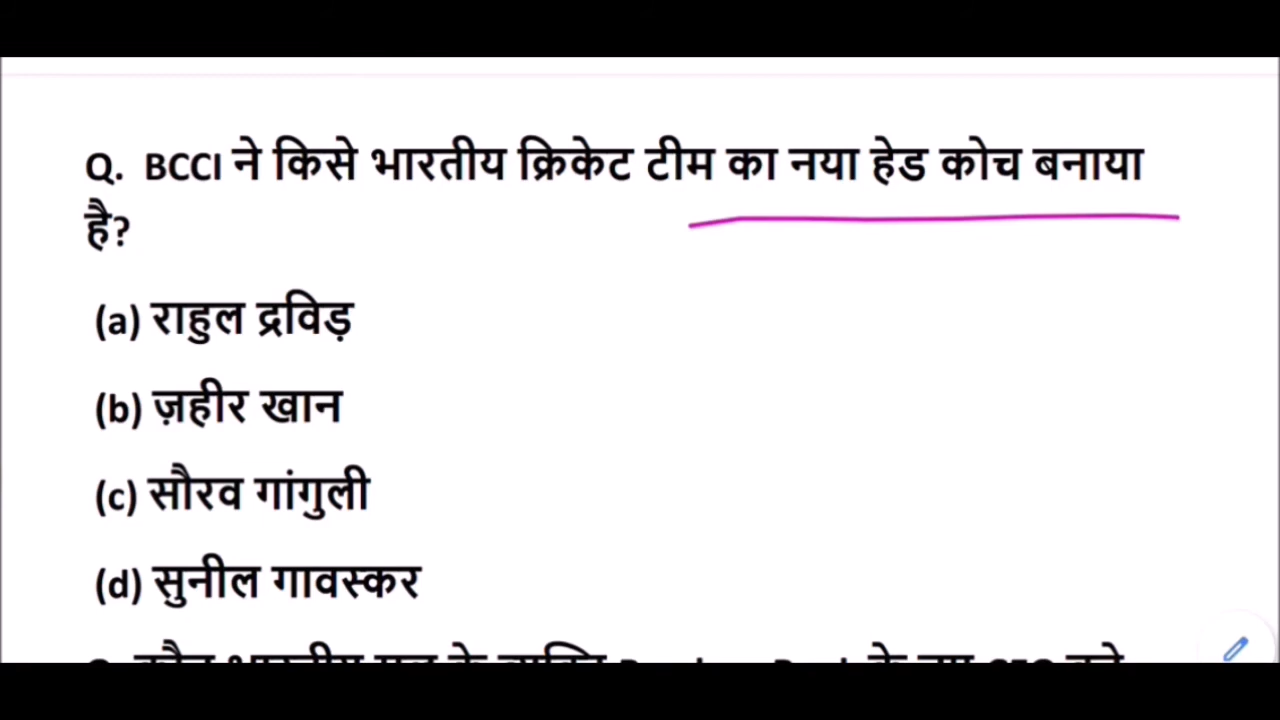 Q. BCCI ने किसे भारतीय क्रिकेट टीम का नया हेड कोच बनाया
है?
(a) राहुल द्रविड़
(b) ज़हीर खान
(c) सौरव गांगुली
(d) सुनील गावस्कर